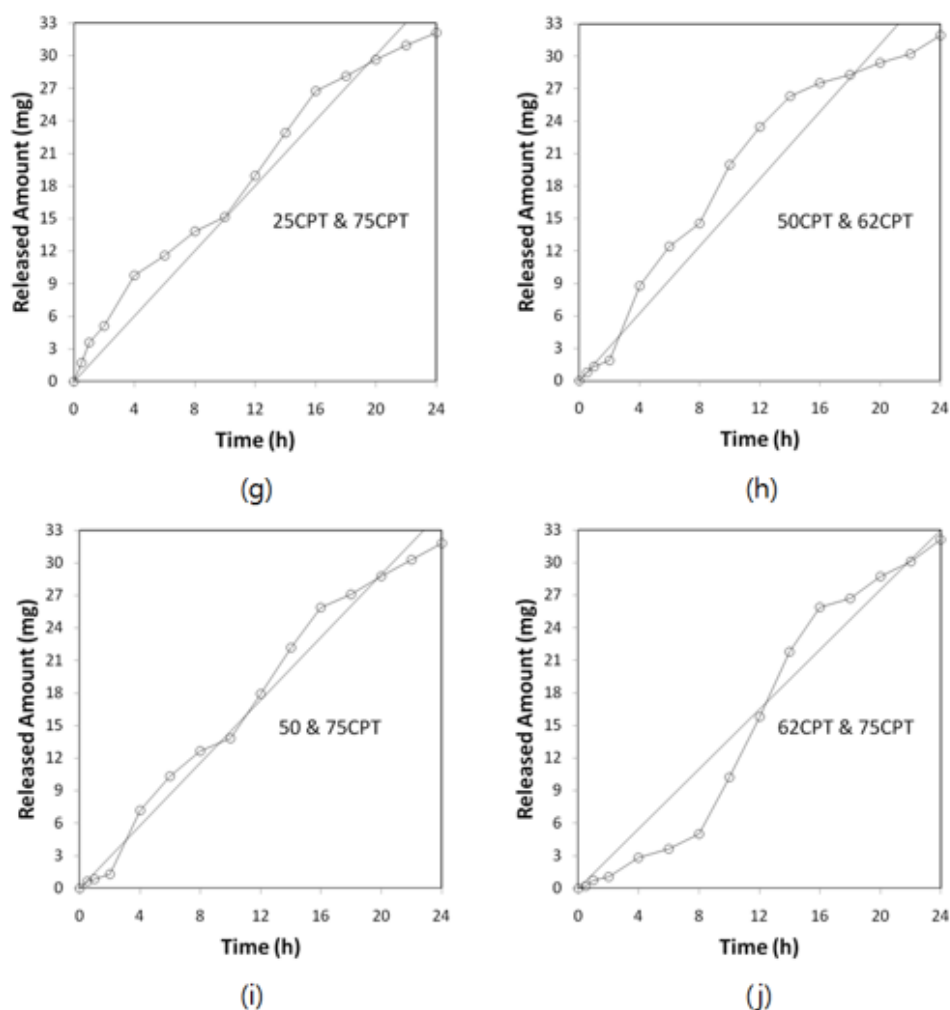 33
30
27
24
21
18
15
12
9
6
3
0
Released Amount (mg)
25CPT & 75CPT
0 4 8 12 16 20 24
Time (h)
(g)
33
30
27
24
21
18
15
12
9
6
3
0
Released Amount (mg)
50CPT & 62CPT
0 4 8 12 16 20 24
Time (h)
(h)
33
30
27
24
21
18
15
12
9
6
3
0
Released Amount (mg)
50 & 75CPT
0 4 8 12 16 20 24
Time (h)
(i)
33
30
27
24
21
18
15
12
9
6
3
0
Released Amount (mg)
62CPT & 75CPT
0 4 8 12 16 20 24
Time (h)
(j)